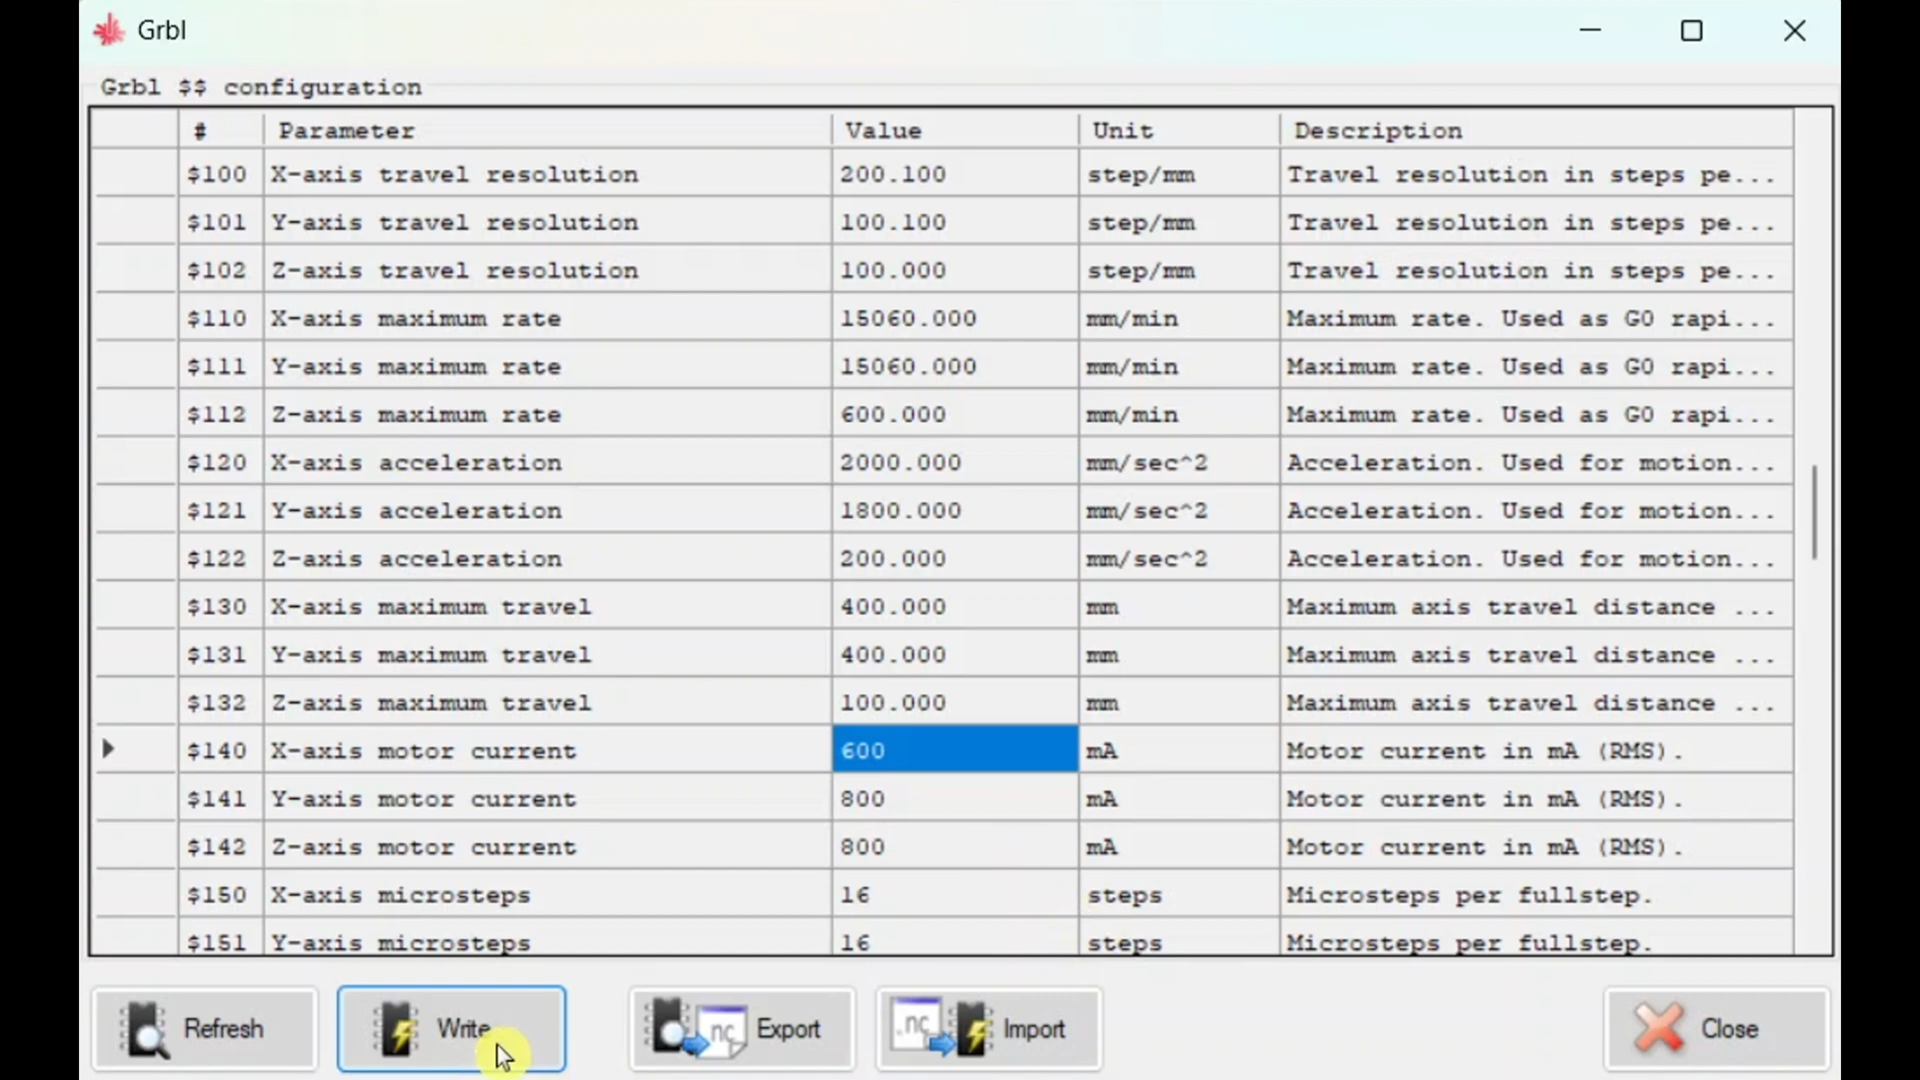 Grbl
Grbl $$ configuration
# Parameter Value Unit Description
$100 X-axis travel resolution 200.100 step/mm Travel resolution in steps pe...
$101 Y-axis travel resolution 100.100 step/mm Travel resolution in steps pe...
$102 Z-axis travel resolution 100.000 step/mm Travel resolution in steps pe...
$110 X-axis maximum rate 15060.000 mm/min Maximum rate. Used as G0 rapi...
$111 Y-axis maximum rate 15060.000 mm/min Maximum rate. Used as G0 rapi...
$112 Z-axis maximum rate 600.000 mm/min Maximum rate. Used as G0 rapi...
$120 X-axis acceleration 2000.000 mm/sec^2 Acceleration. Used for motion...
$121 Y-axis acceleration 1800.000 mm/sec^2 Acceleration. Used for motion...
$122 Z-axis acceleration 200.000 mm/sec^2 Acceleration. Used for motion...
$130 X-axis maximum travel 400.000 mm Maximum axis travel distance ...
$131 Y-axis maximum travel 400.000 mm Maximum axis travel distance ...
$132 Z-axis maximum travel 100.000 mm Maximum axis travel distance ...
$140 X-axis motor current 600 mA Motor current in mA (RMS).
$141 Y-axis motor current 800 mA Motor current in mA (RMS).
$142 Z-axis motor current 800 mA Motor current in mA (RMS).
$150 X-axis microsteps 16 steps Microsteps per fullstep.
$151 Y-axis microsteps 16 steps Microsteps per fullstep.
Refresh Write nc Export .nc Import Close